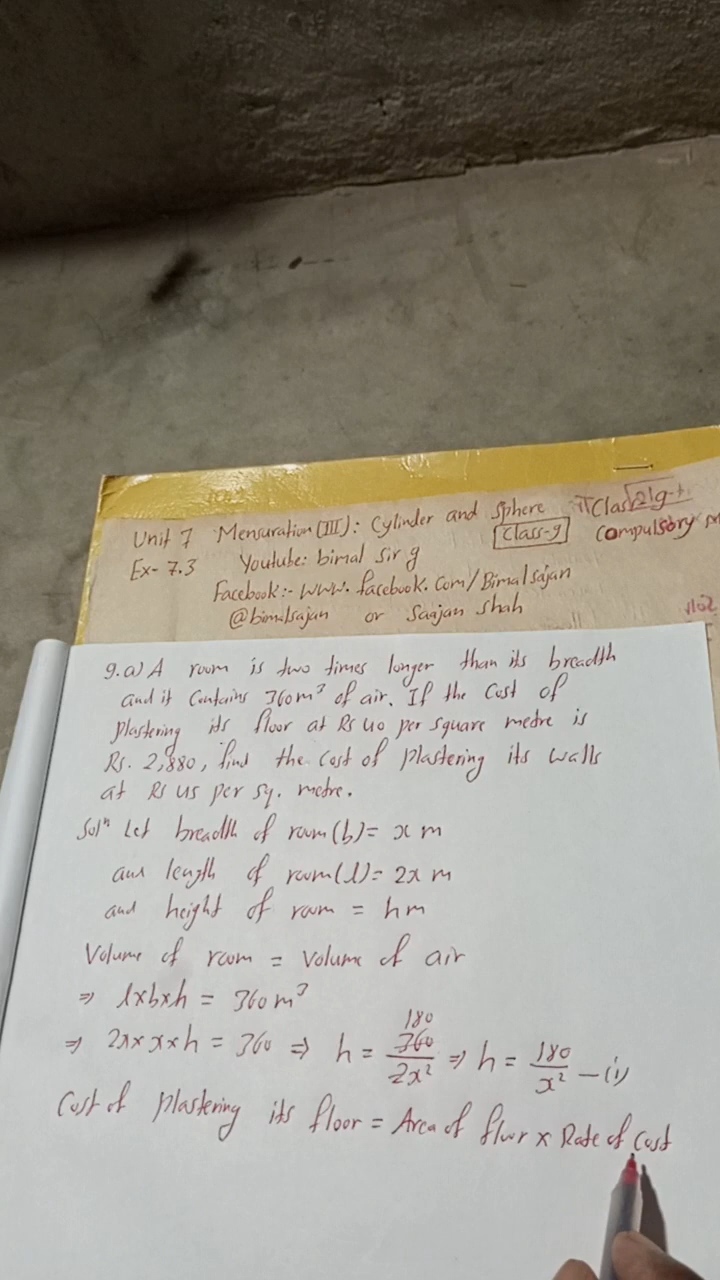 Unit 7 Mensuration (III): Cylinder and Sphere
Class-9 Compulsory
Ex- 7.3 Youtube: bimal sir g
Facebook:- www.facebook.com/Bimalsajan
@bimalsajan or Saajan Shah
9.a) A room is two times longer than its breadth
and it contains 360m³ of air. If the cost of
plastering its floor at Rs 40 per square metre is
Rs. 2,880, find the cost of plastering its walls
at Rs 45 per sq. metre.
Solⁿ Let breadth of room (b) = x m
and length of room (l) = 2x m
and height of room = h m
Volume of room = Volume of air
⇒ l×b×h = 360 m³
180
⇒ 2x × x × h = 360 ⇒ h = 360/2x² ⇒ h = 180/x² — (i)
Cost of plastering its floor = Area of floor × Rate of cost